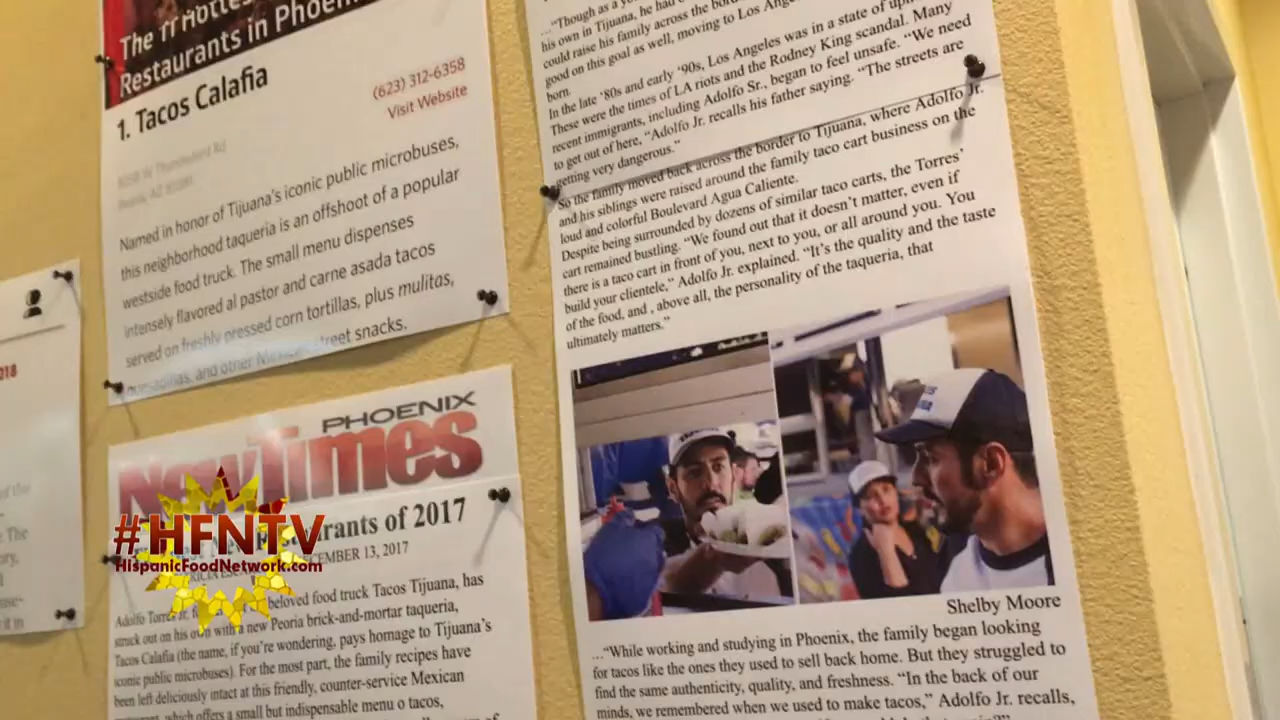 The 11 Hottest
Restaurants in Phoenix
1. Tacos Calafia
(623) 312-6358
Visit Website
Named in honor of Tijuana's iconic public microbuses,
this neighborhood taqueria is an offshoot of a popular
westside food truck. The small menu dispenses
intensely flavored al pastor and carne asada tacos
served on freshly pressed corn tortillas, plus mulitas,
and other street snacks.
PHOENIX
New Times
Restaurants of 2017
DECEMBER 13, 2017
Adolfo Torres Jr. beloved food truck Tacos Tijuana, has
struck out on his own with a new Peoria brick-and-mortar taqueria,
Tacos Calafia (the name, if you're wondering, pays homage to Tijuana's
iconic public microbuses). For the most part, the family recipes have
been left deliciously intact at this friendly, counter-service Mexican
which offers a small but indispensable menu o tacos,
#HFNTV
HispanicFoodNetwork.com
2018
..."Though as a
his own in Tijuana, he had
could raise his family across the
good on this goal as well, moving to Los
born.
In the late '80s and early '90s, Los Angeles was in a state of
These were the times of LA riots and the Rodney King scandal. Many
recent immigrants, including Adolfo Sr., began to feel unsafe. "We need
to get out of here, "Adolfo Jr. recalls his father saying. "The streets are
getting very dangerous."
So the family moved back across the border to Tijuana, where Adolfo Jr.
and his siblings were raised around the family taco cart business on the
loud and colorful Boulevard Agua Caliente.
Despite being surrounded by dozens of similar taco carts, the Torres'
cart remained bustling. "We found out that it doesn't matter, even if
there is a taco cart in front of you, next to you, or all around you. You
build your clientele," Adolfo Jr. explained. "It's the quality and the taste
of the food, and , above all, the personality of the taqueria, that
ultimately matters."
Shelby Moore
..."While working and studying in Phoenix, the family began looking
for tacos like the ones they used to sell back home. But they struggled to
find the same authenticity, quality, and freshness. "In the back of our
minds, we remembered when we used to make tacos," Adolfo Jr. recalls,